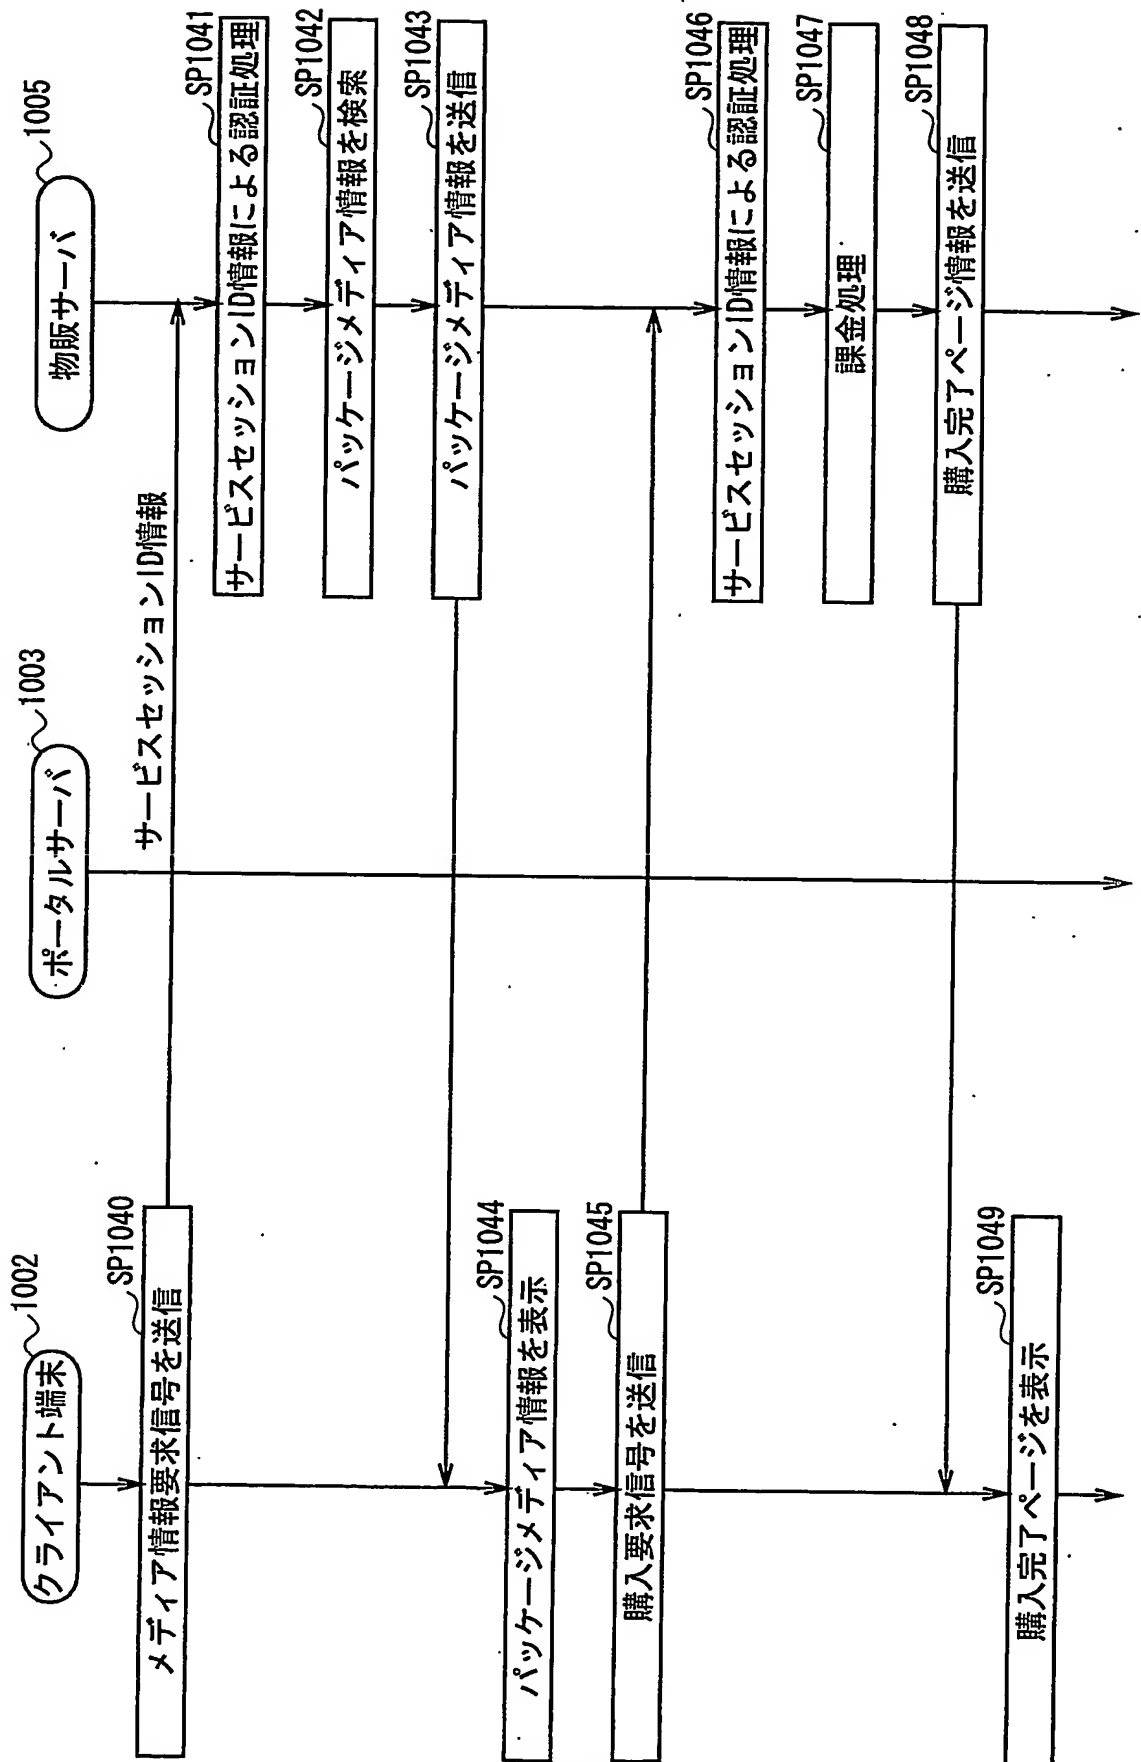 クライアント端末
1002
ポータルサーバ
1003
物販サーバ
1005
SP1040
メディア情報要求信号を送信
サービスセッションID情報
SP1041
サービスセッションID情報による認証処理
SP1042
パッケージメディア情報を検索
SP1043
パッケージメディア情報を送信
SP1044
パッケージメディア情報を表示
SP1045
購入要求信号を送信
SP1046
サービスセッションID情報による認証処理
SP1047
課金処理
SP1048
購入完了ページ情報を送信
SP1049
購入完了ページを表示